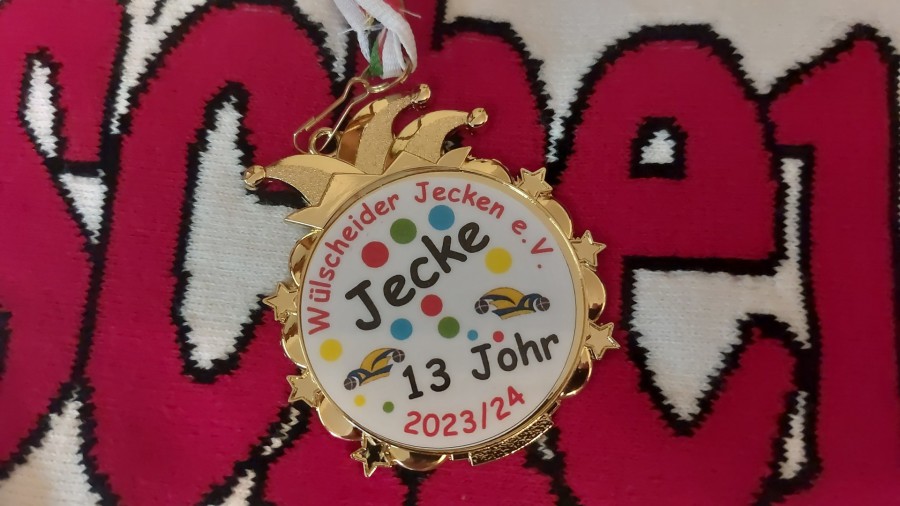 Wülscheider Jecken e.V.
Jecke
13 Johr
2023/24